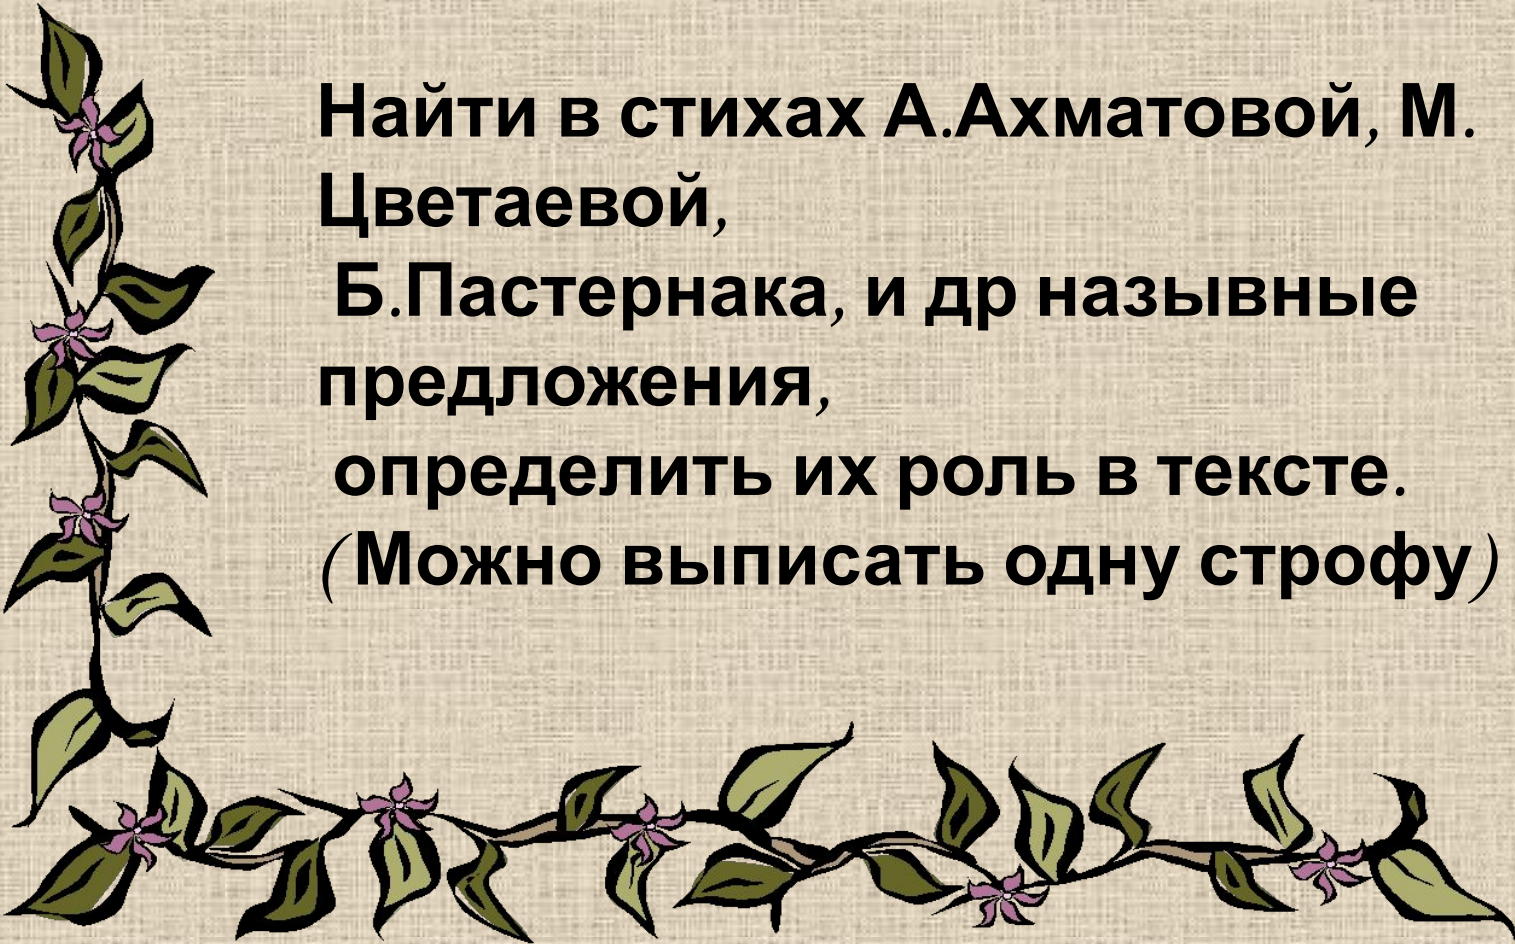 Найти в стихах А.Ахматовой, М.
Цветаевой,
Б.Пастернака, и др назывные
предложения,
определить их роль в тексте.
(Можно выписать одну строфу)